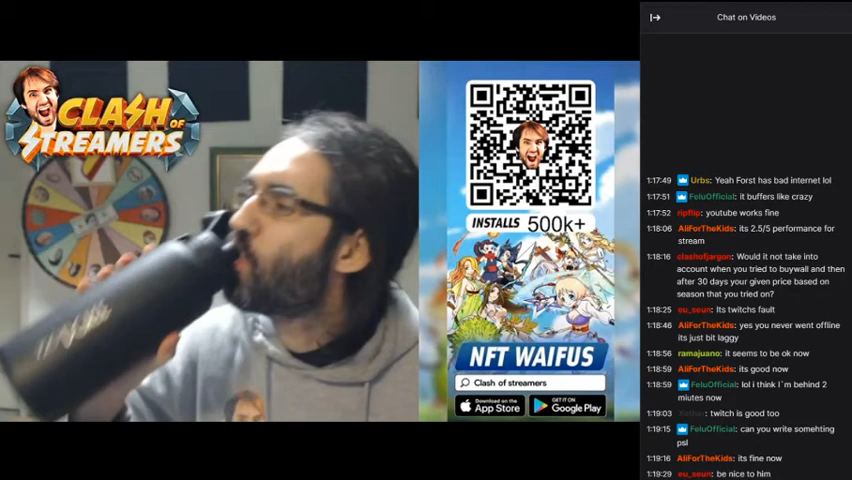 Chat on Videos
CLASH
OF
STREAMERS
INSTALLS 500k+
NFT WAIFUS
Clash of streamers
Download on the
App Store
GET IT ON
Google Play
1:17:49 Urbs: Yeah Forst has bad internet lol
1:17:51 FeluOfficial: it buffers like crazy
1:17:52 ripflip: youtube works fine
1:18:06 AliForTheKids: its 2.5/5 performance for
stream
1:18:16 clashofjargon: Would it not take into
account when you tried to buywall and then
after 30 days your given price based on
season that you tried on?
1:18:25 eu_seun: Its twitchs fault
1:18:46 AliForTheKids: yes you never went offline
its just bit laggy
1:18:56 ramajuano: it seems to be ok now
1:18:59 AliForTheKids: its good now
1:18:59 FeluOfficial: lol i think I`m behind 2
miutes now
1:19:03 : twitch is good too
1:19:15 FeluOfficial: can you write somehting
psl
1:19:16 AliForTheKids: its fine now
1:19:29 eu_seun: be nice to him